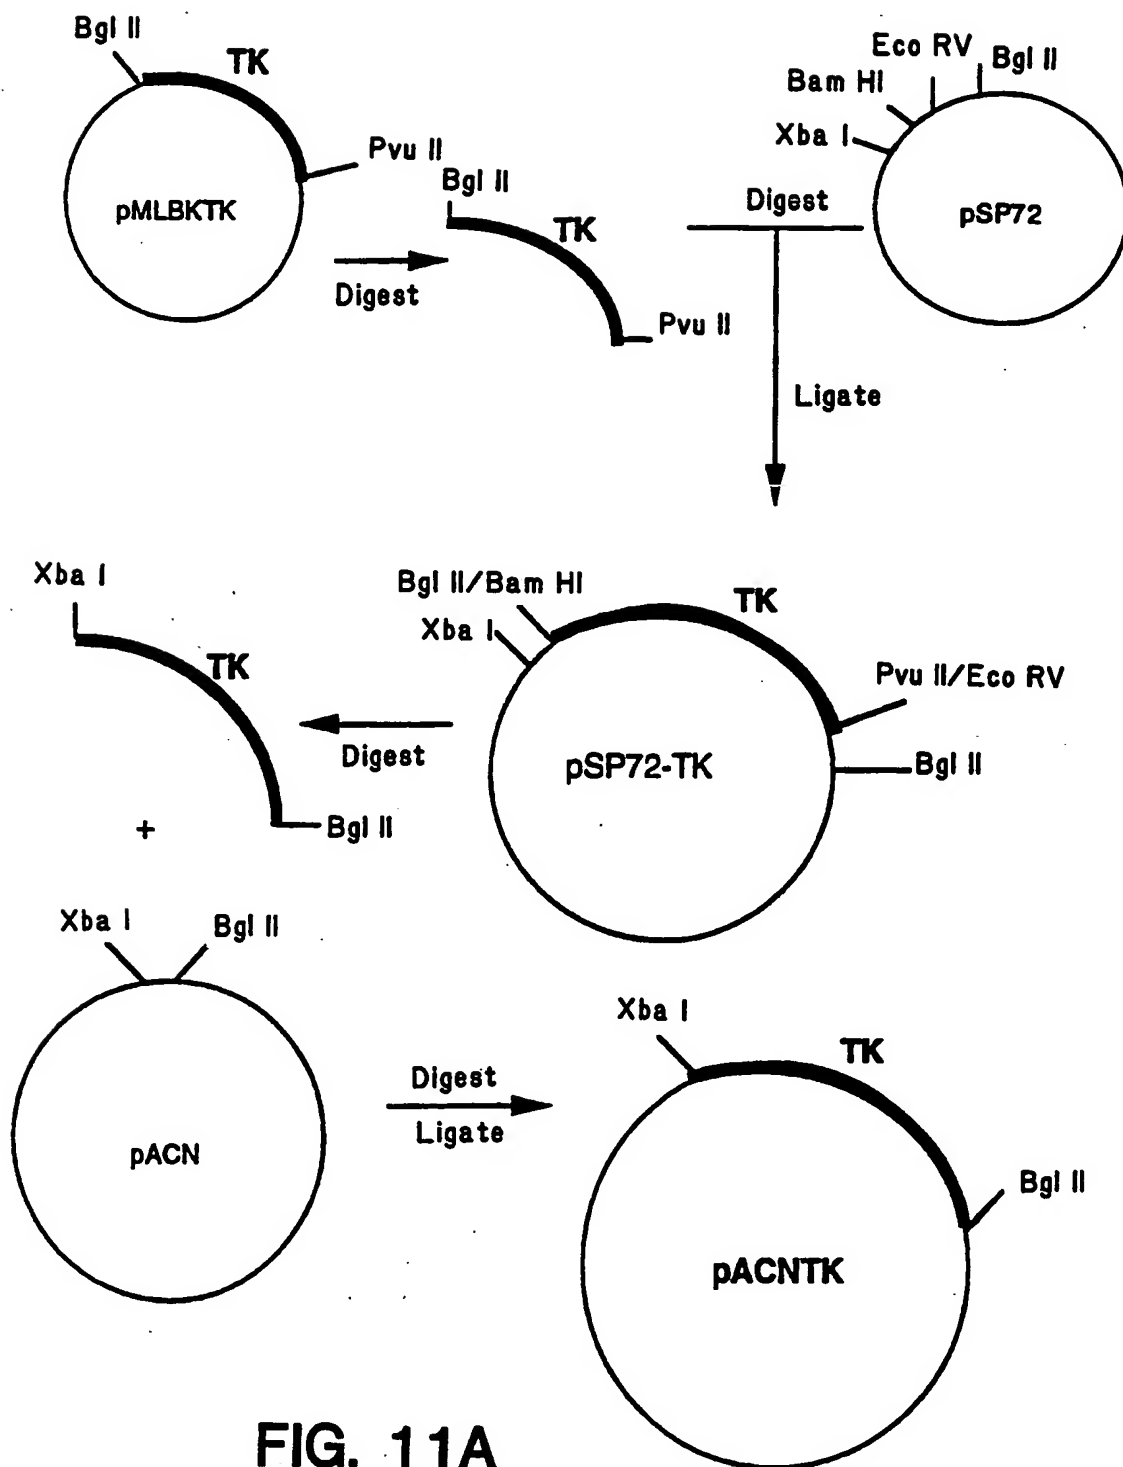 Bgl II
TK
Pvu II
pMLBKTK
Digest
Bgl II
TK
Pvu II
Eco RV
Bgl II
Bam HI
Xba I
pSP72
Digest
Ligate
Xba I
TK
Bgl II
Digest
Bgl II/Bam HI
Xba I
TK
Pvu II/Eco RV
Bgl II
pSP72-TK
+
Xba I
Bgl II
pACN
Digest
Ligate
Xba I
TK
Bgl II
pACNTK
FIG. 11A